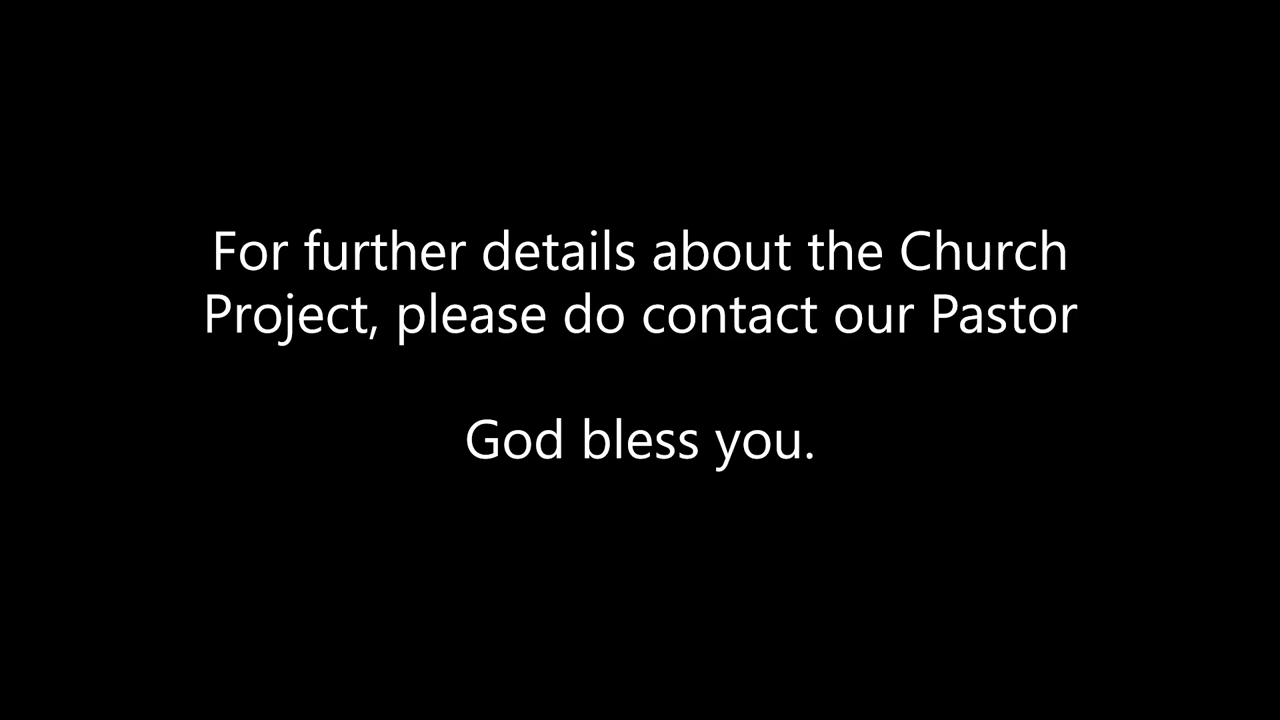 For further details about the Church
Project, please do contact our Pastor
God bless you.